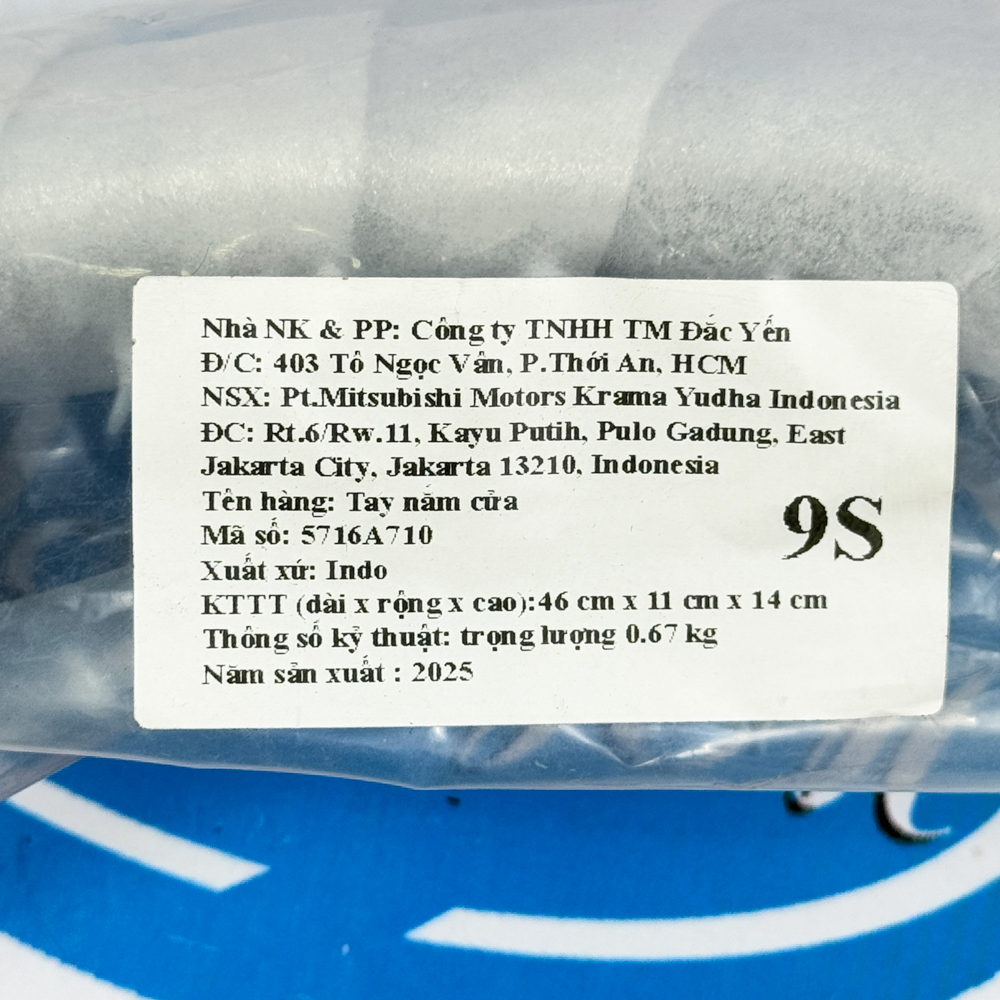 Nhà NK & PP: Công ty TNHH TM Đắc Yến
Đ/C: 403 Tô Ngọc Vân, P.Thới An, HCM
NSX: Pt.Mitsubishi Motors Krama Yudha Indonesia
ĐC: Rt.6/Rw.11, Kayu Putih, Pulo Gadung, East
Jakarta City, Jakarta 13210, Indonesia
Tên hàng: Tay nắm cửa
Mã số: 5716A710
9S
Xuất xứ: Indo
KTTT (dài x rộng x cao):46 cm x 11 cm x 14 cm
Thông số kỹ thuật: trọng lượng 0.67 kg
Năm sản xuất : 2025